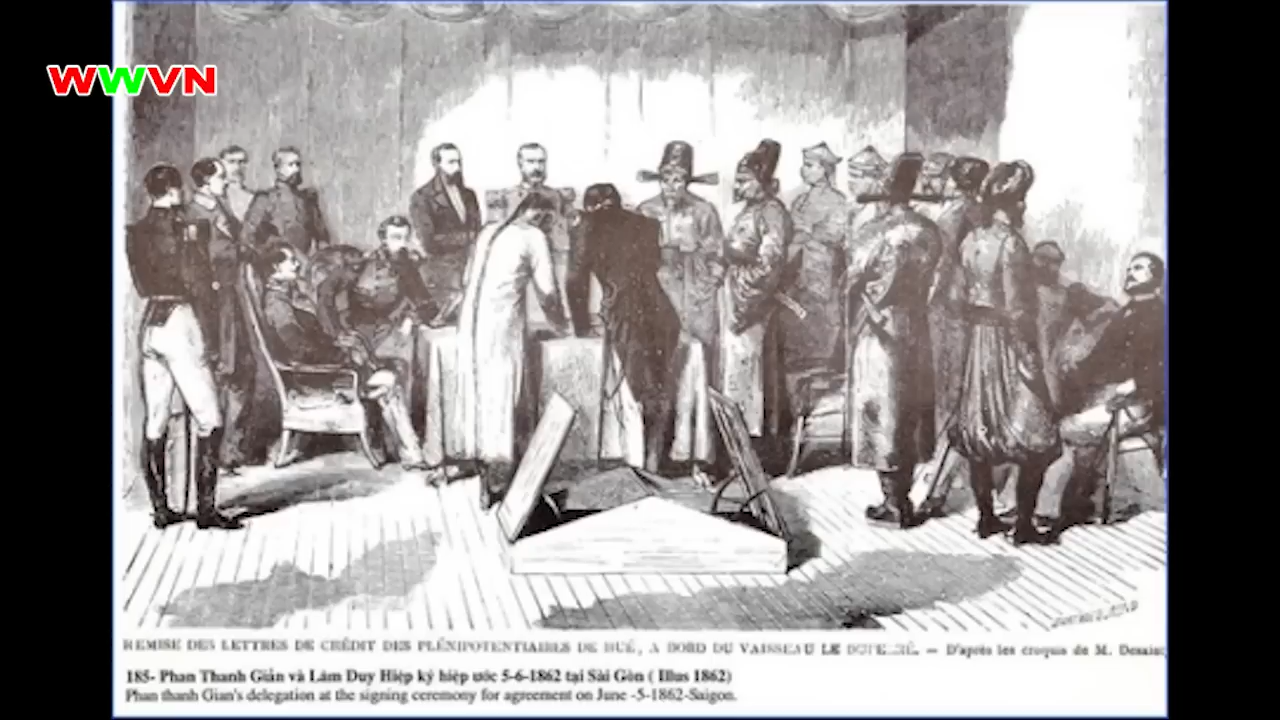 WWVN
REMISE DES LETTRES DE CRÉDIT DES PLÉNIPOTENTIAIRES DE HUÉ, A BORD DU VAISSEAU LE — D'après les croquis de M.
185- Phan Thanh Giản và Lâm Duy Hiệp ký hiệp ước 5-6-1862 tại Sài Gòn ( Illus 1862)
Phan thanh Gian's delegation at the signing ceremony for agreement on June -5-1862-Saigon.